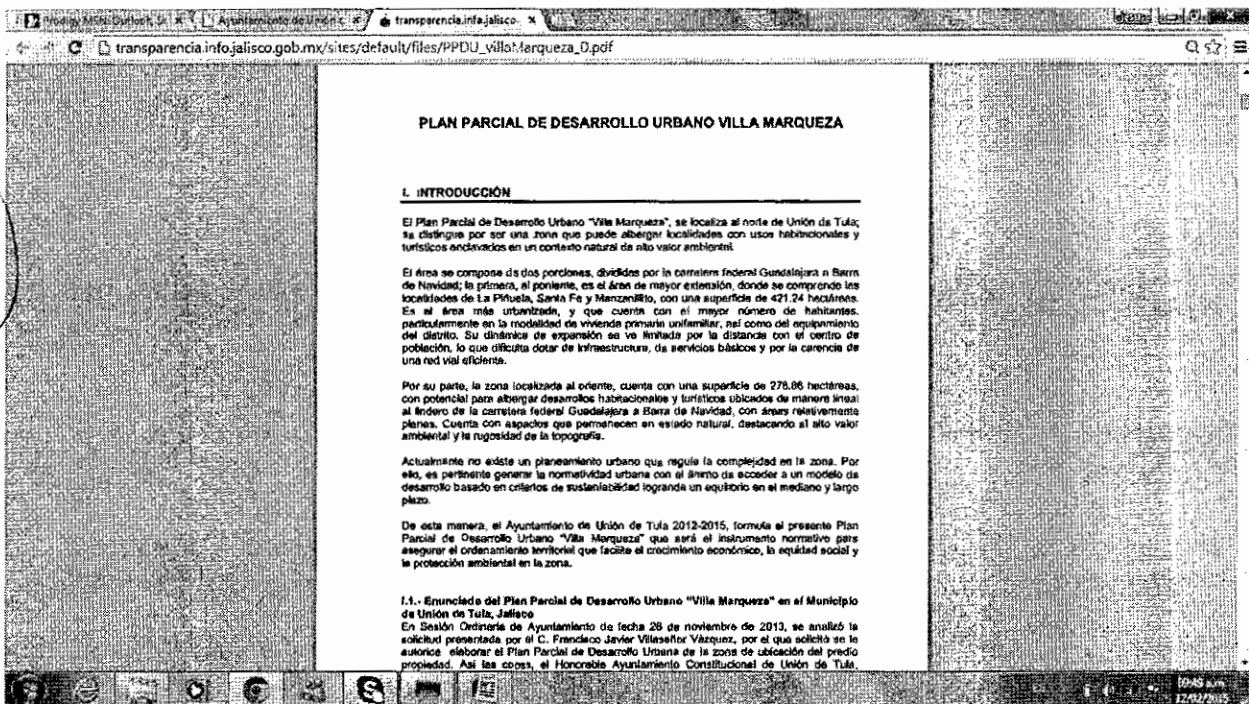 Prodigy MSN, Outlook, S
Ayuntamiento de Unión c
transparencia.info.jalisco.
transparencia.info.jalisco.gob.mx/sites/default/files/PPDU_villaMarqueza_0.pdf
PLAN PARCIAL DE DESARROLLO URBANO VILLA MARQUEZA
I. INTRODUCCIÓN
El Plan Parcial de Desarrollo Urbano "Villa Marqueza", se localiza al norte de Unión de Tula;
se distingue por ser una zona que puede albergar localidades con usos habitacionales y
turísticos enclavados en un contexto natural de alto valor ambiental.
El área se compone de dos porciones, divididas por la carretera federal Guadalajara a Barra
de Navidad; la primera, al poniente, es el área de mayor extensión, donde se comprende las
localidades de La Piñuela, Santa Fe y Manzanillito, con una superficie de 421.24 hectáreas.
Es el área más urbanizada, y que cuenta con el mayor número de habitantes,
particularmente en la modalidad de vivienda primaria unifamiliar, así como del equipamiento
del distrito. Su dinámica de expansión se ve limitada por la distancia con el centro de
población, lo que dificulta dotar de infraestructura, de servicios básicos y por la carencia de
una red vial eficiente.
Por su parte, la zona localizada al oriente, cuenta con una superficie de 278.86 hectáreas,
con potencial para albergar desarrollos habitacionales y turísticos ubicados de manera lineal
al lindero de la carretera federal Guadalajara a Barra de Navidad, con áreas relativamente
planas. Cuenta con espacios que permanecen en estado natural, destacando el alto valor
ambiental y la rugosidad de la topografía.
Actualmente no existe un planeamiento urbano que regule la complejidad en la zona. Por
ello, es pertinente generar la normatividad urbana con el ánimo de acceder a un modelo de
desarrollo basado en criterios de sustentabilidad logrando un equilibrio en el mediano y largo
plazo.
De esta manera, el Ayuntamiento de Unión de Tula 2012-2015, formula el presente Plan
Parcial de Desarrollo Urbano "Villa Marqueza" que será el instrumento normativo para
asegurar el ordenamiento territorial que facilite el crecimiento económico, la equidad social y
la protección ambiental en la zona.
I.1.- Enunciado del Plan Parcial de Desarrollo Urbano "Villa Marqueza" en el Municipio
de Unión de Tula, Jalisco
En Sesión Ordinaria de Ayuntamiento de fecha 28 de noviembre de 2013, se analizó la
solicitud presentada por el C. Francisco Javier Villaseñor Vázquez, por el que solicitó se le
autorice elaborar el Plan Parcial de Desarrollo Urbana de la zona de ubicación del predio
propiedad. Así las cosas, el Honorable Ayuntamiento Constitucional de Unión de Tula,
09:45 a.m.
12/02/2015